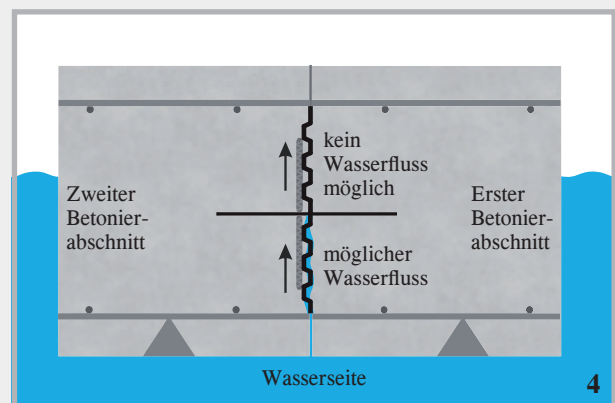 kein
Wasserfluss
möglich
Zweiter
Betonier-
abschnitt
Erster
Betonier-
abschnitt
möglicher
Wasserfluss
Wasserseite
4